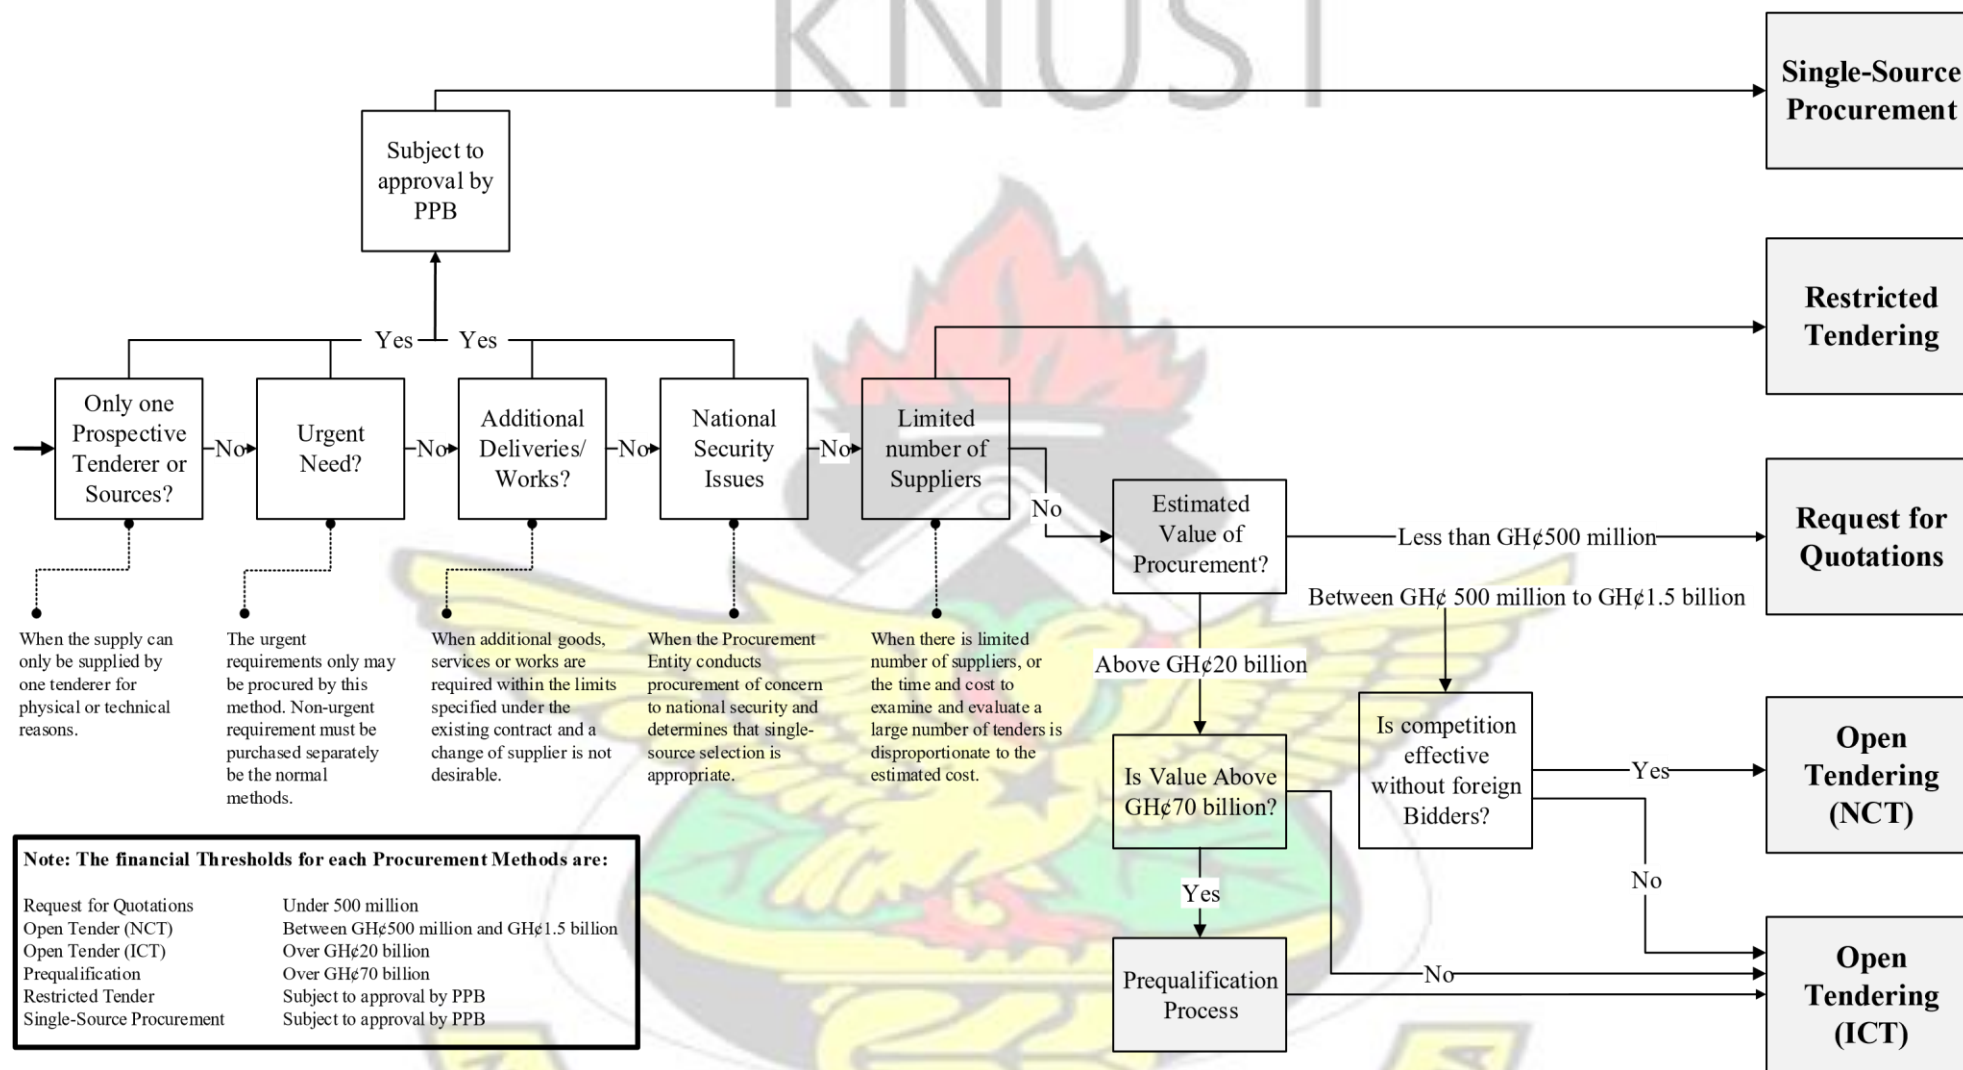 KNUST
Single-Source
Procurement
Subject to
approval by
PPB
Restricted
Tendering
Yes
Yes
Only one
Prospective
Tenderer or
Sources?
No
Urgent
Need?
No
Additional
Deliveries/
Works?
No
National
Security
Issues
No
Limited
number of
Suppliers
No
Estimated
Value of
Procurement?
Less than GH₵500 million
Request for
Quotations
Between GH₵ 500 million to GH₵1.5 billion
Above GH₵20 billion
When the supply can
only be supplied by
one tenderer for
physical or technical
reasons.
The urgent
requirements only may
be procured by this
method. Non-urgent
requirement must be
purchased separately
be the normal
methods.
When additional goods,
services or works are
required within the limits
specified under the
existing contract and a
change of supplier is not
desirable.
When the Procurement
Entity conducts
procurement of concern
to national security and
determines that single-
source selection is
appropriate.
When there is limited
number of suppliers, or
the time and cost to
examine and evaluate a
large number of tenders is
disproportionate to the
estimated cost.
Is Value Above
GH₵70 billion?
Is competition
effective
without foreign
Bidders?
Yes
Open
Tendering
(NCT)
Yes
No
No
Prequalification
Process
Open
Tendering
(ICT)
Note: The financial Thresholds for each Procurement Methods are:
Request for Quotations Under 500 million
Open Tender (NCT) Between GH₵500 million and GH₵1.5 billion
Open Tender (ICT) Over GH₵20 billion
Prequalification Over GH₵70 billion
Restricted Tender Subject to approval by PPB
Single-Source Procurement Subject to approval by PPB